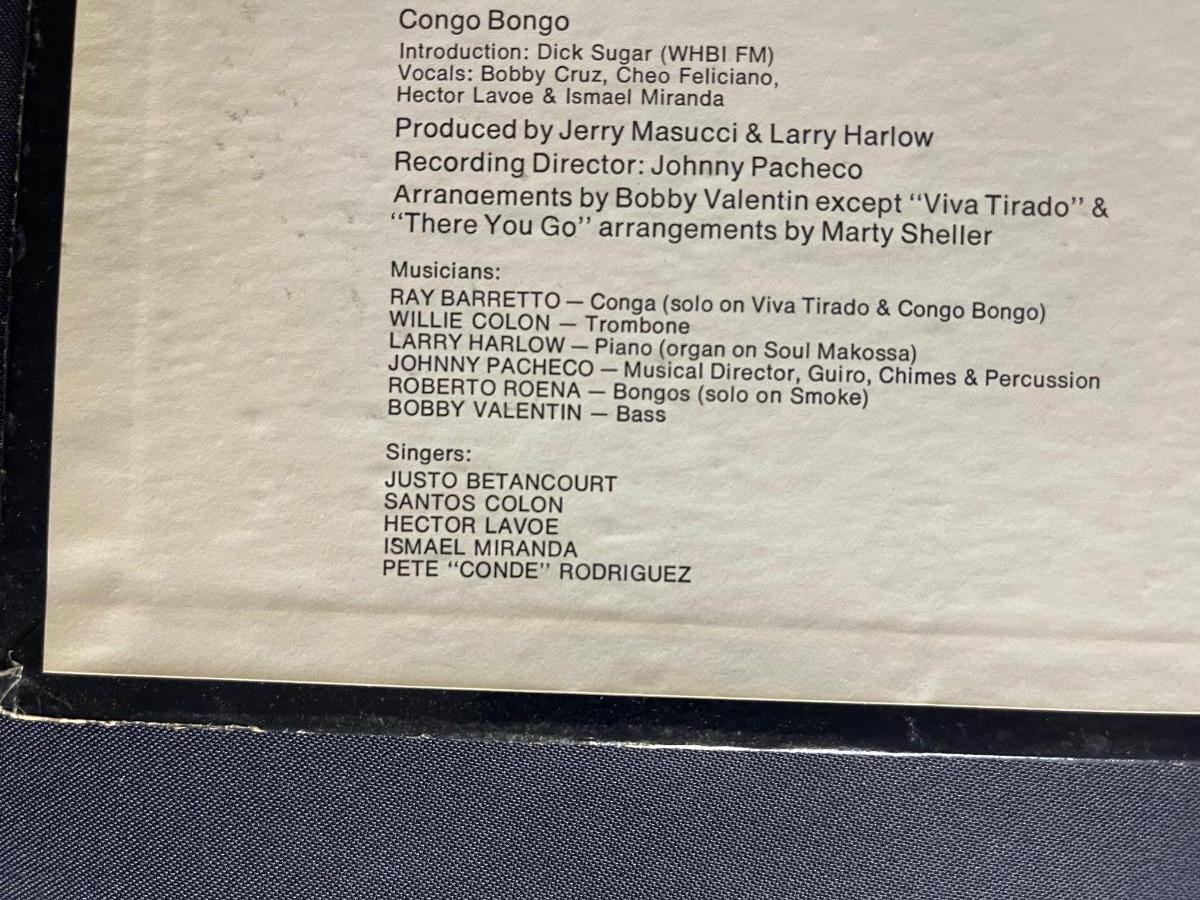 Congo Bongo
Introduction: Dick Sugar (WHBI FM)
Vocals: Bobby Cruz, Cheo Feliciano,
Hector Lavoe & Ismael Miranda
Produced by Jerry Masucci & Larry Harlow
Recording Director: Johnny Pacheco
Arrangements by Bobby Valentin except “Viva Tirado” &
“There You Go” arrangements by Marty Sheller
Musicians:
RAY BARRETTO — Conga (solo on Viva Tirado & Congo Bongo)
WILLIE COLON — Trombone
LARRY HARLOW — Piano (organ on Soul Makossa)
JOHNNY PACHECO — Musical Director, Guiro, Chimes & Percussion
ROBERTO ROENA — Bongos (solo on Smoke)
BOBBY VALENTIN — Bass
Singers:
JUSTO BETANCOURT
SANTOS COLON
HECTOR LAVOE
ISMAEL MIRANDA
PETE “CONDE” RODRIGUEZ